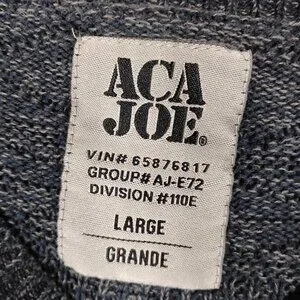 ACA
JOE®
VIN# 65876817
GROUP# AJ-E72
DIVISION #110E
LARGE
GRANDE